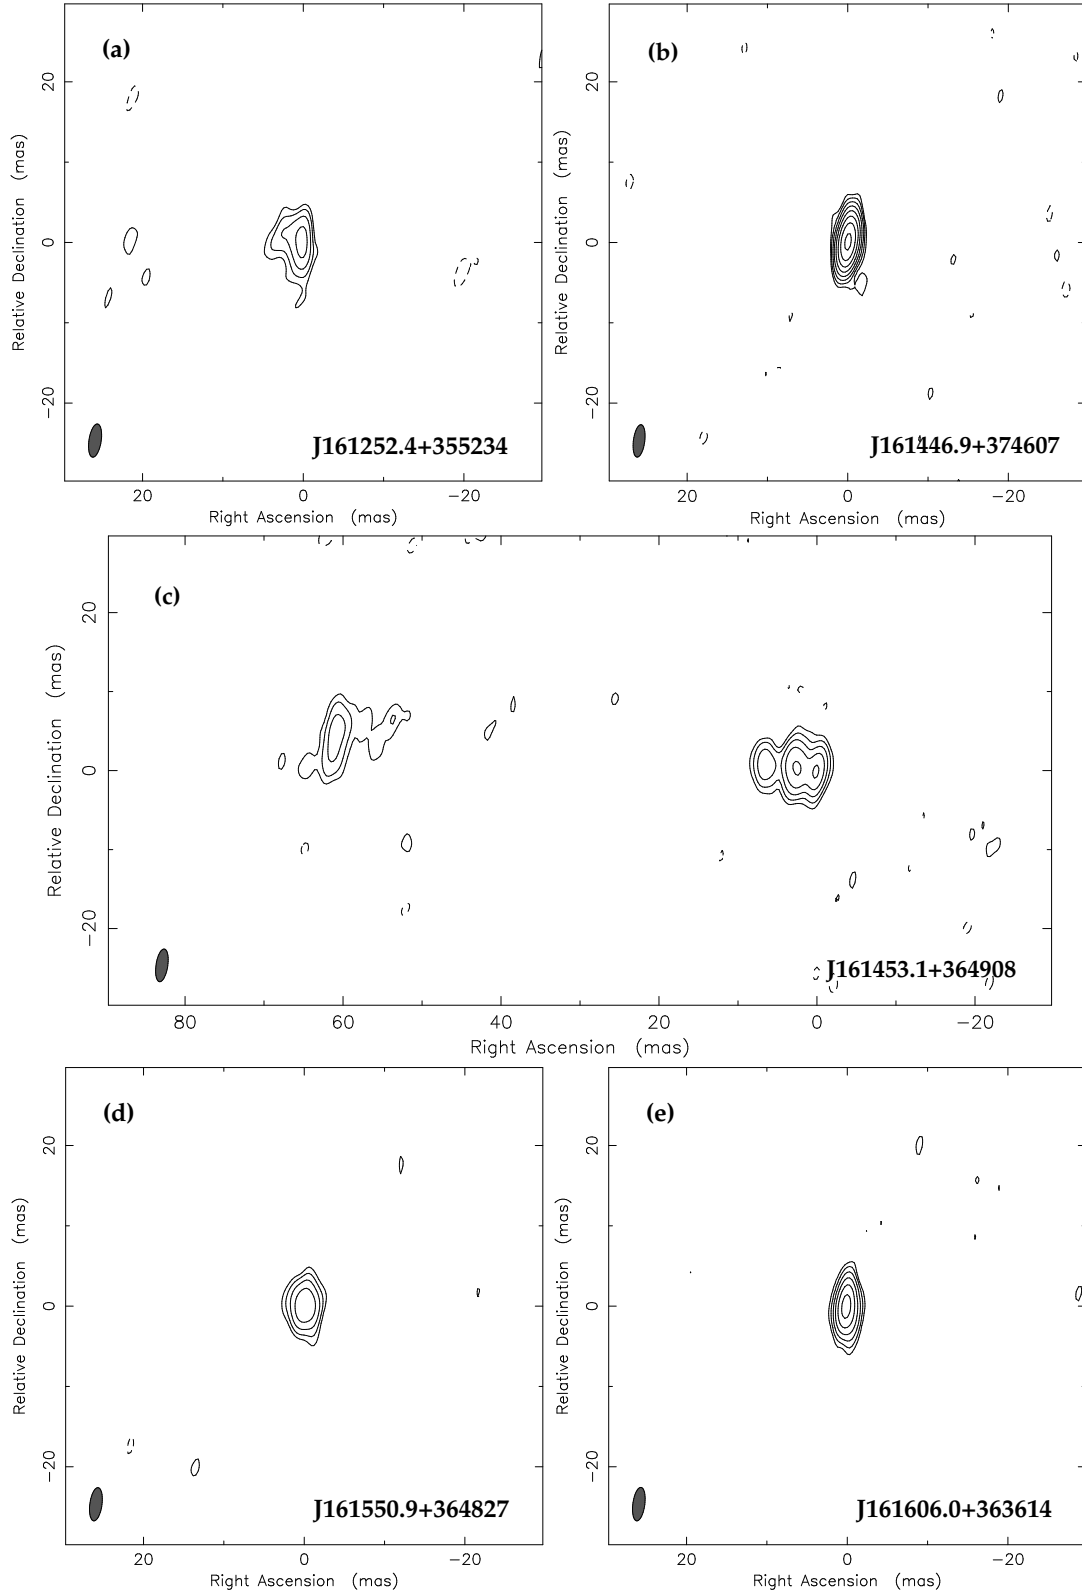 (a)
20
0
−20
Relative Declination (mas)
J161252.4+355234
20 0 −20
Right Ascension (mas)
(b)
20
0
−20
Relative Declination (mas)
J161446.9+374607
20 0 −20
Right Ascension (mas)
(c)
20
0
−20
Relative Declination (mas)
J161453.1+364908
80 60 40 20 0 −20
Right Ascension (mas)
(d)
20
0
−20
Relative Declination (mas)
J161550.9+364827
20 0 −20
Right Ascension (mas)
(e)
20
0
−20
Relative Declination (mas)
J161606.0+363614
20 0 −20
Right Ascension (mas)